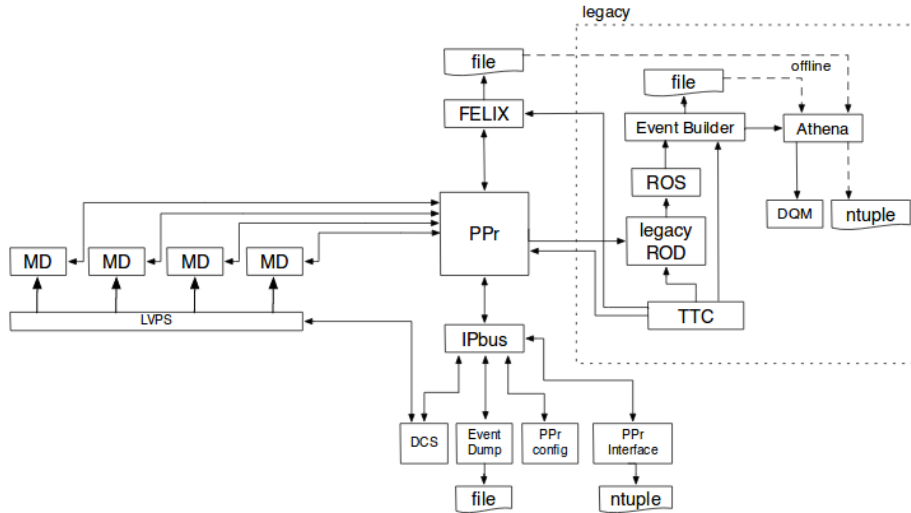 legacy
file
offline
file
FELIX
Event Builder
Athena
ROS
PPr
DQM
ntuple
legacy
ROD
MD
MD
MD
MD
TTC
LVPS
IPbus
DCS
Event
Dump
PPr
config
PPr
Interface
file
ntuple